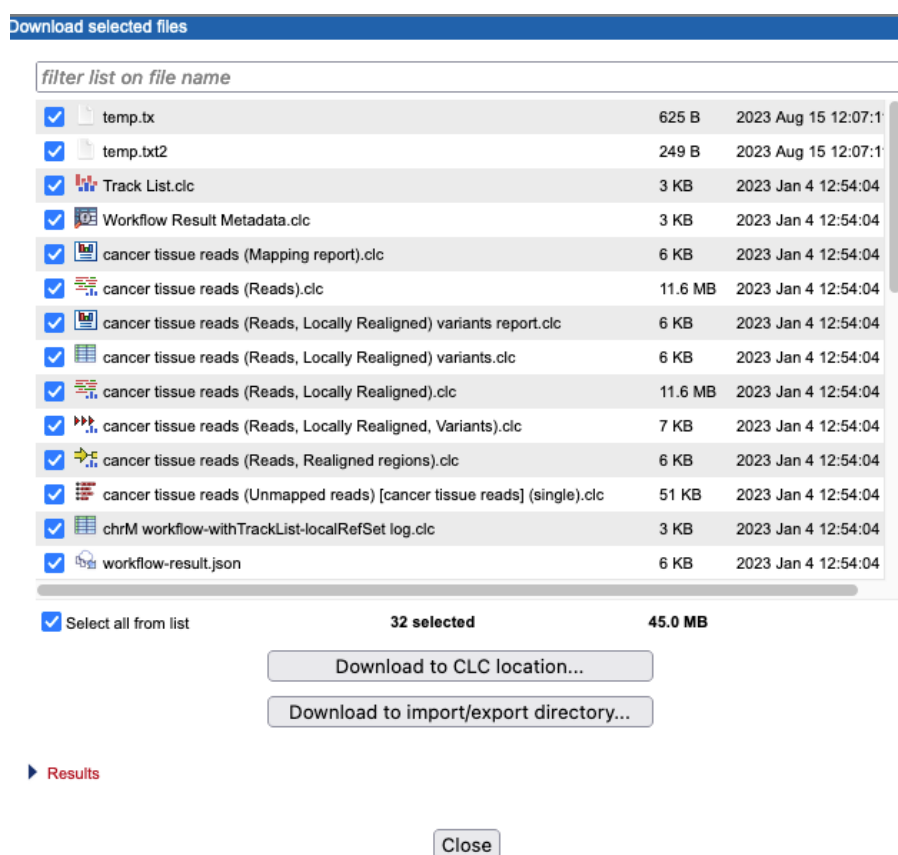 Download selected files
filter list on file name
temp.tx 625 B 2023 Aug 15 12:07:1
temp.txt2 249 B 2023 Aug 15 12:07:1
Track List.clc 3 KB 2023 Jan 4 12:54:04
Workflow Result Metadata.clc 3 KB 2023 Jan 4 12:54:04
cancer tissue reads (Mapping report).clc 6 KB 2023 Jan 4 12:54:04
cancer tissue reads (Reads).clc 11.6 MB 2023 Jan 4 12:54:04
cancer tissue reads (Reads, Locally Realigned) variants report.clc 6 KB 2023 Jan 4 12:54:04
cancer tissue reads (Reads, Locally Realigned) variants.clc 6 KB 2023 Jan 4 12:54:04
cancer tissue reads (Reads, Locally Realigned).clc 11.6 MB 2023 Jan 4 12:54:04
cancer tissue reads (Reads, Locally Realigned, Variants).clc 7 KB 2023 Jan 4 12:54:04
cancer tissue reads (Reads, Realigned regions).clc 6 KB 2023 Jan 4 12:54:04
cancer tissue reads (Unmapped reads) [cancer tissue reads] (single).clc 51 KB 2023 Jan 4 12:54:04
chrM workflow-withTrackList-localRefSet log.clc 3 KB 2023 Jan 4 12:54:04
workflow-result.json 6 KB 2023 Jan 4 12:54:04
Select all from list 32 selected 45.0 MB
Download to CLC location...
Download to import/export directory...
Results
Close